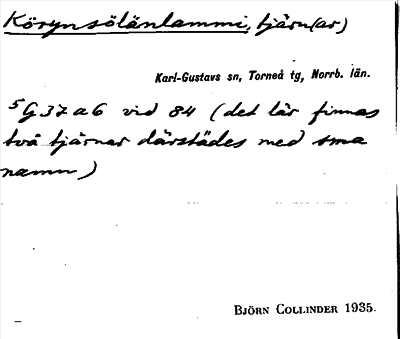 Körynsölänlammi, tjärn(ar)
Karl-Gustavs sn, Torneå tg, Norrb. län.
5 G 37 a 6 vid 84 (det lär finnas
två tjärnar därstädes med sma
namn)
BJÖRN COLLINDER 1935.